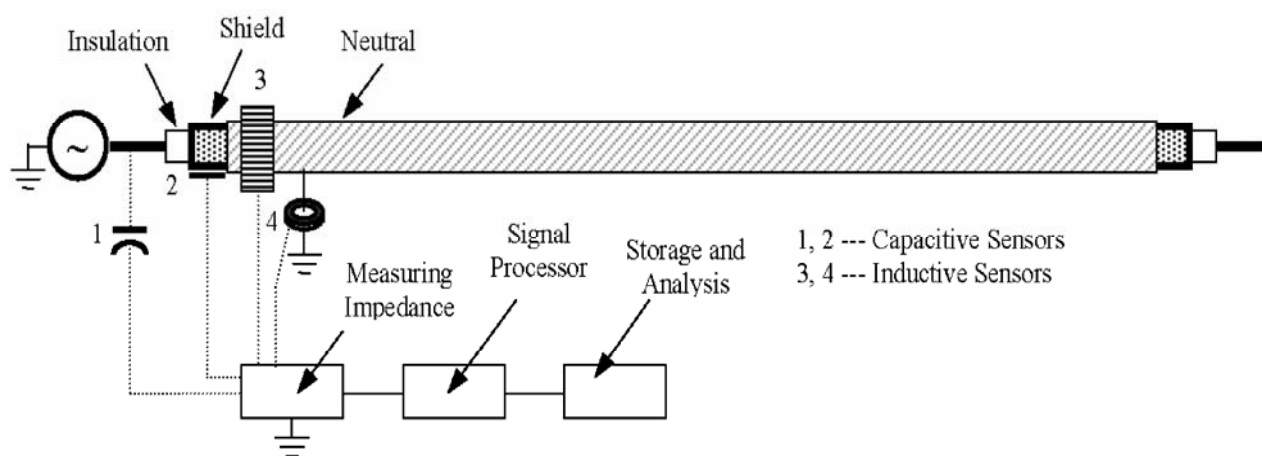 Shield
Insulation
Neutral
3
~
2
4
1
Signal
Processor
Storage and
Analysis
1, 2 --- Capacitive Sensors
3, 4 --- Inductive Sensors
Measuring
Impedance